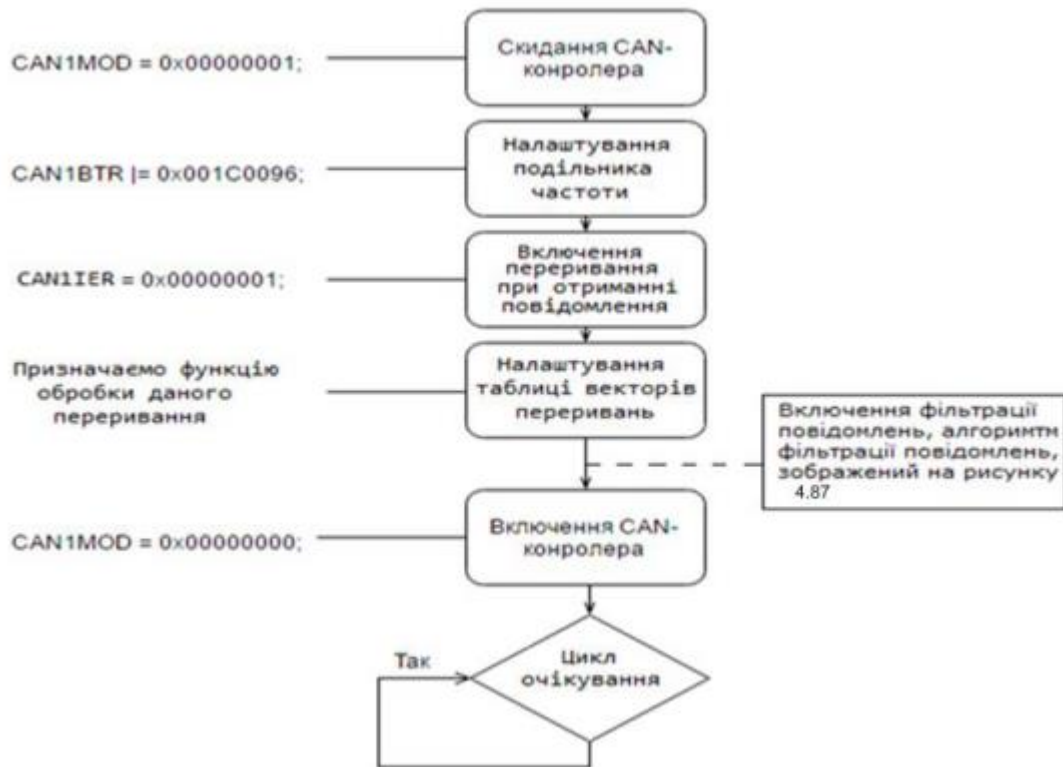 CAN1MOD = 0x00000001;
Скидання CAN-
конролера
CAN1BTR |= 0x001C0096;
Налаштування
подільника
частоти
CAN1IER = 0x00000001;
Включення
переривання
при отриманні
повідомлення
Призначаємо функцію
обробки даного
переривання
Налаштування
таблиці векторів
переривань
Включення фільтрації
повідомлень, алгоритм
фільтрації повідомлень,
зображений на рисунку
4.87
CAN1MOD = 0x00000000;
Включення CAN-
конролера
Так
Цикл
очікування